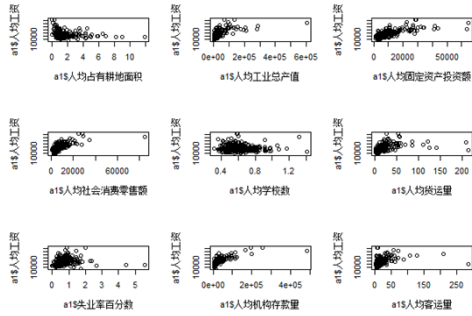 a1$人均工资
10000
0 2 4 6 8 10
a1$人均占有耕地面积
a1$人均工资
10000
0e+00 2e+05 4e+05 6e+05
a1$人均工业总产值
a1$人均工资
10000
0 20000 50000
a1$人均固定资产投资额
a1$人均工资
10000
0 20000 60000
a1$人均社会消费零售额
a1$人均工资
10000
0.4 0.8 1.2
a1$人均学校数
a1$人均工资
10000
0 50 100 200
a1$人均货运量
a1$人均工资
10000
0 1 2 3 4 5
a1$失业率百分数
a1$人均工资
10000
0e+00 2e+05 4e+05
a1$人均机构存款量
a1$人均工资
10000
0 50 150 250
a1$人均客运量